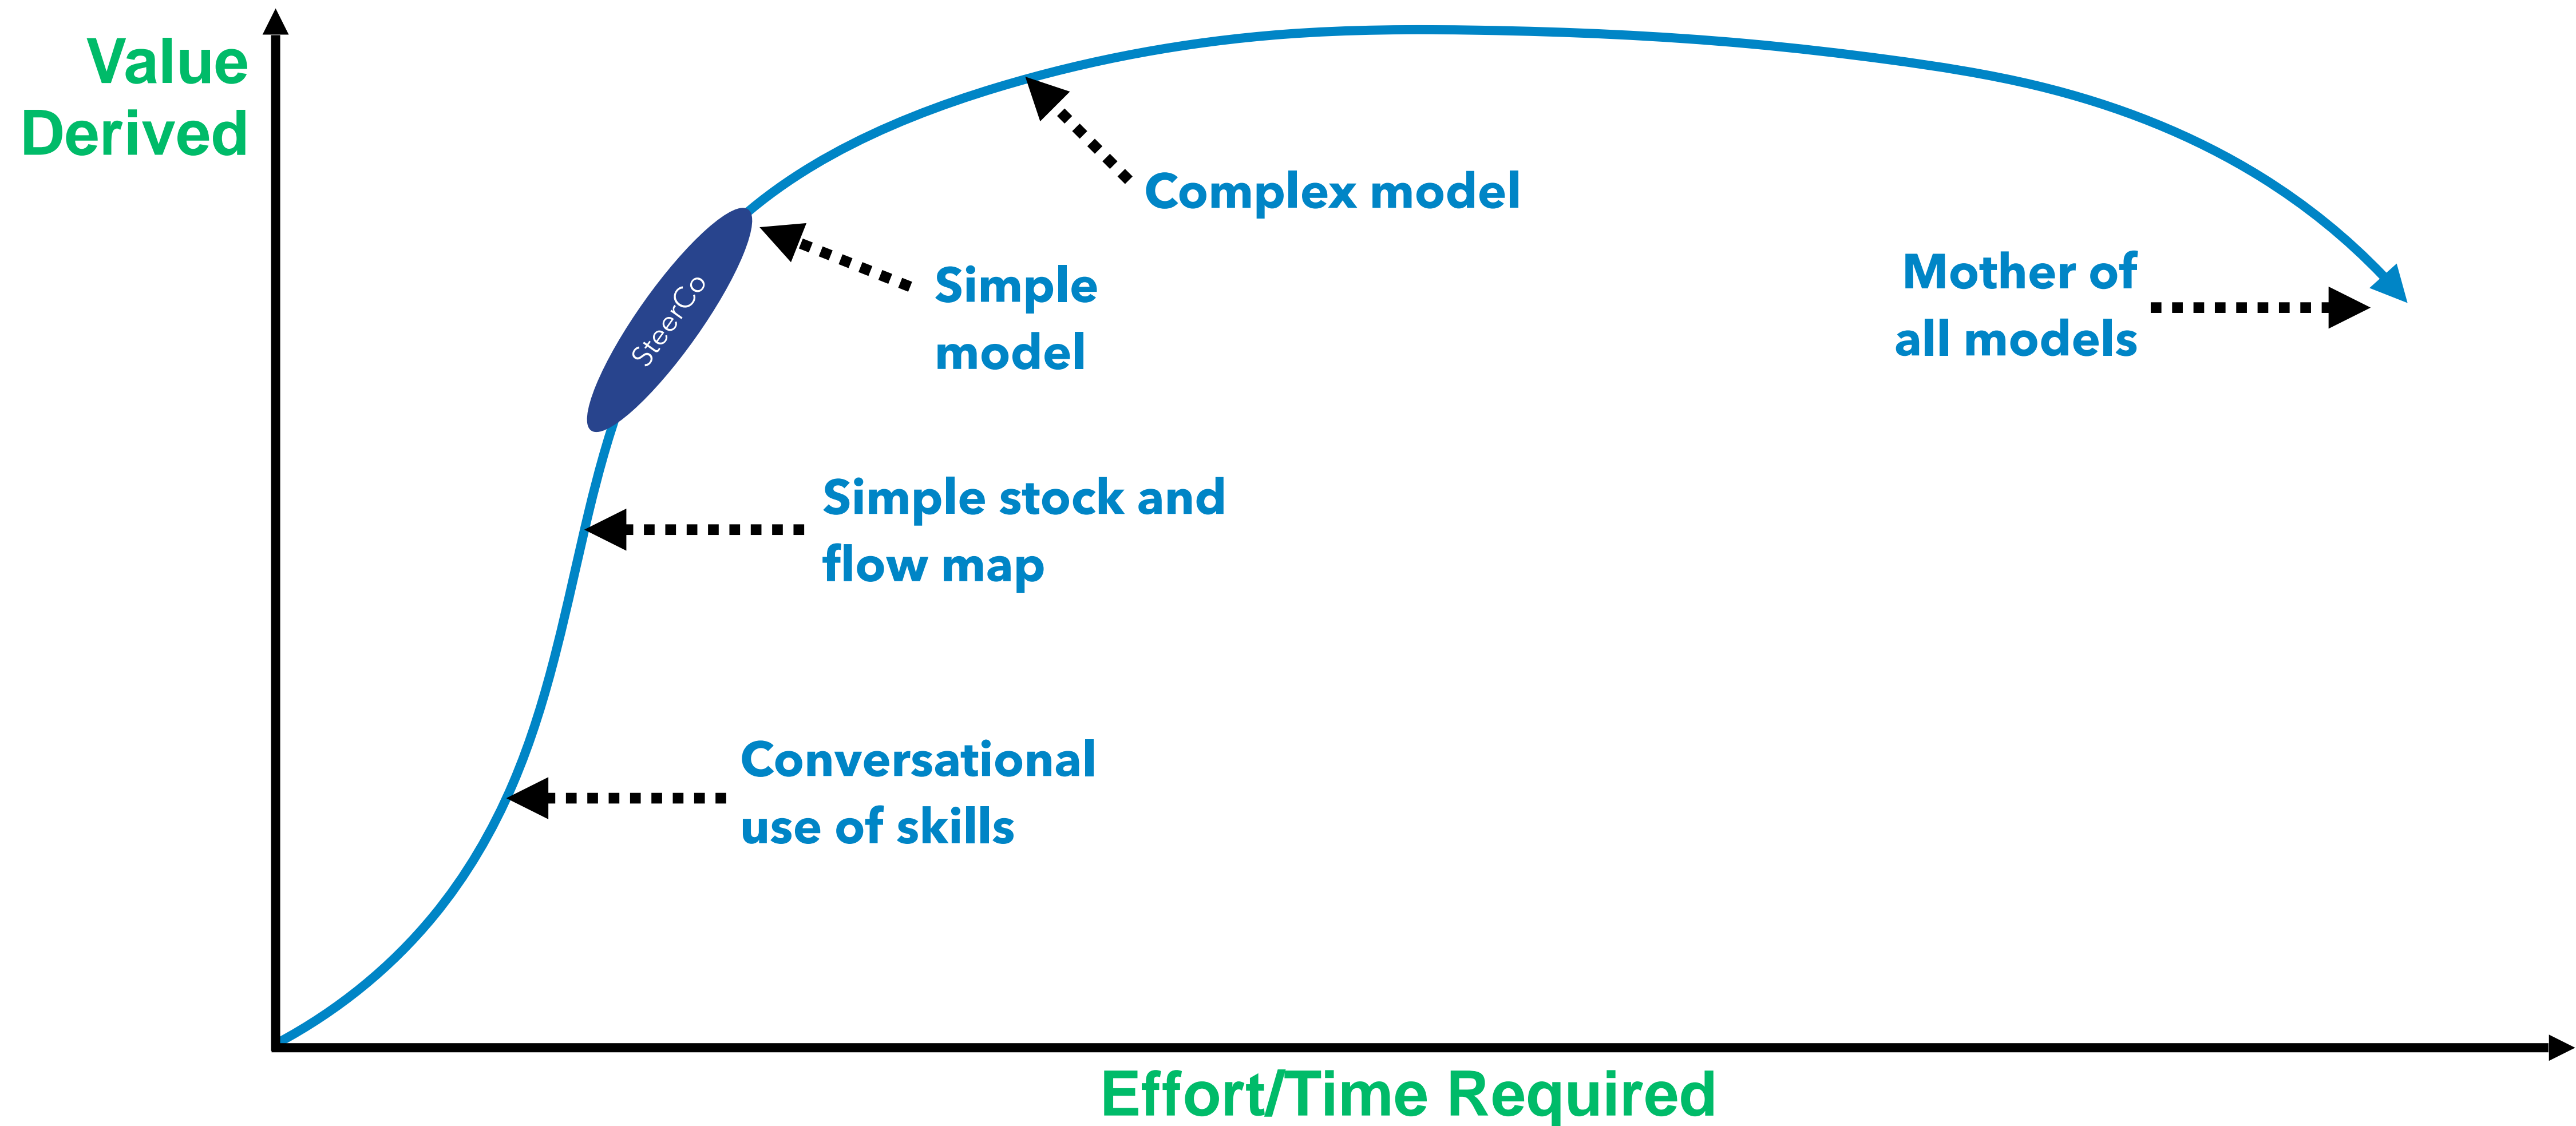 Value
Derived
Complex model
Simple
model
Mother of
all models
SteerCo
Simple stock and
flow map
Conversational
use of skills
Effort/Time Required